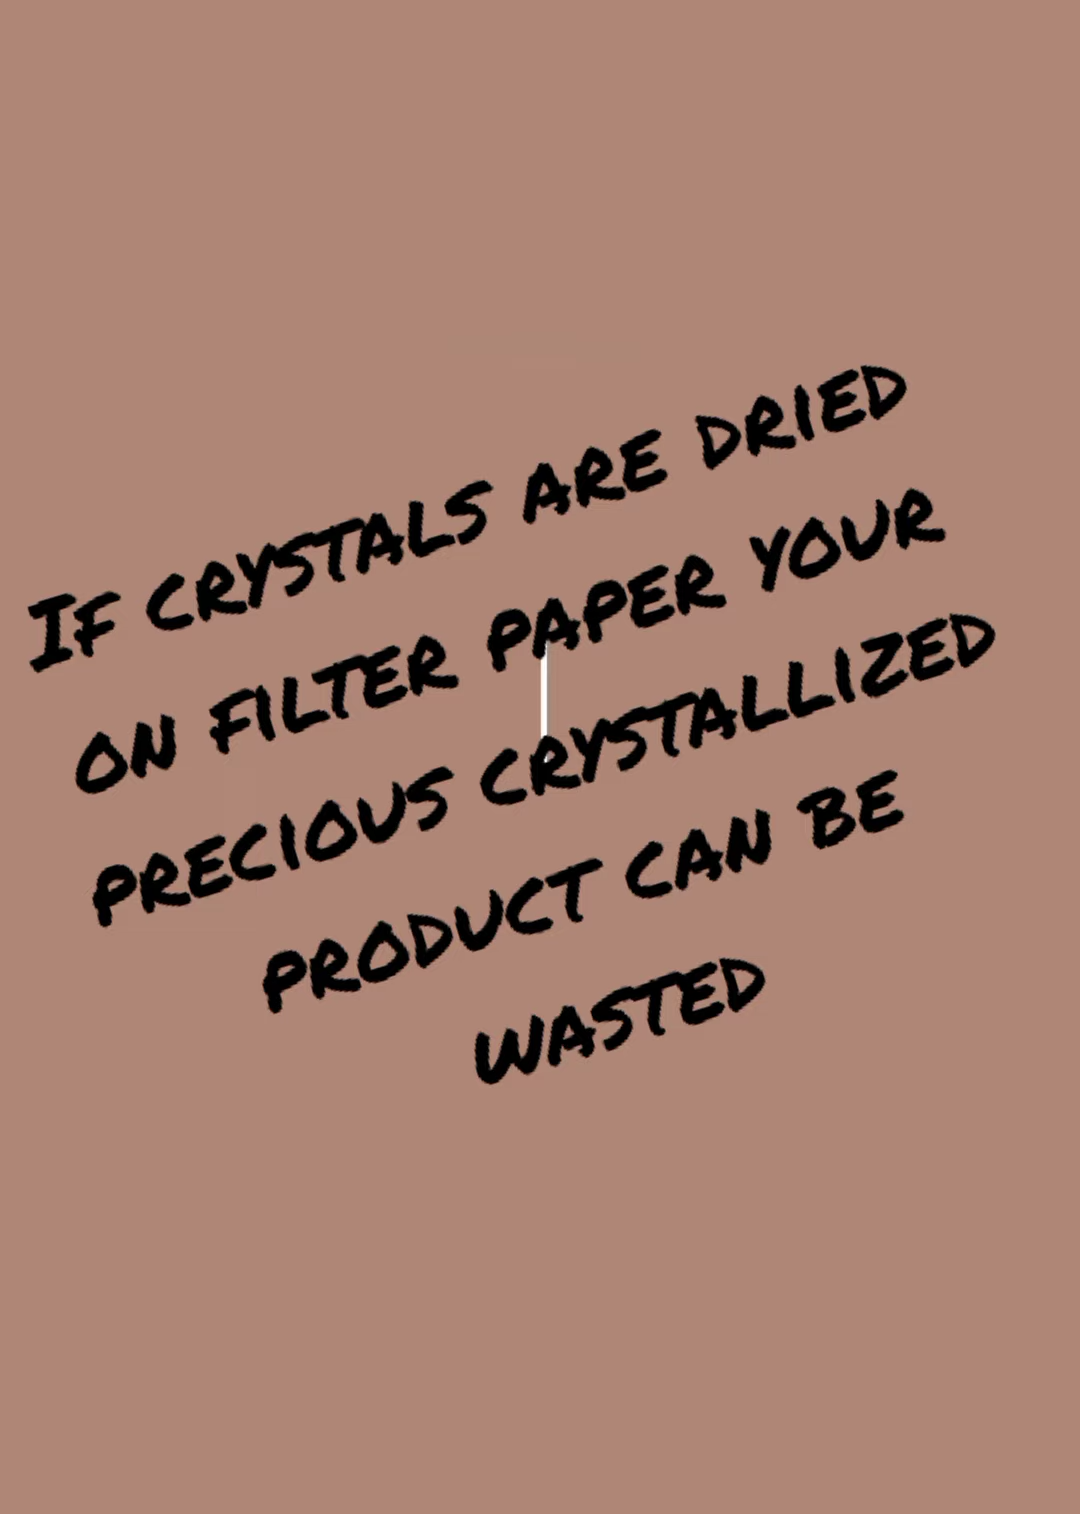 If crystals are dried
on filter paper your
precious crystallized
product can be
wasted